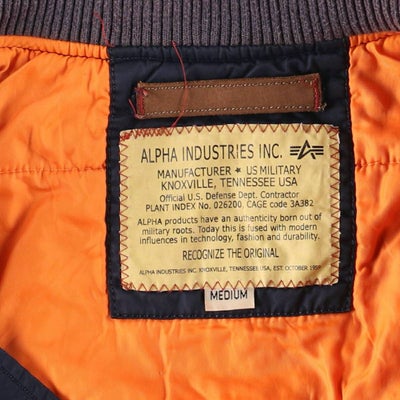 ALPHA INDUSTRIES INC.
MANUFACTURER ★ US MILITARY
KNOXVILLE, TENNESSEE USA
Official U.S. Defense Dept. Contractor
PLANT INDEX No. 026200 CAGE code 3A382
ALPHA products have an authenticity born out of
military roots. Today this is fused with modern
influences in technology, fashion and durability.
RECOGNIZE THE ORIGINAL
ALPHA INDUSTRIES INC. KNOXVILLE, TENNESSEE USA, EST. OCTOBER 1959
MEDIUM